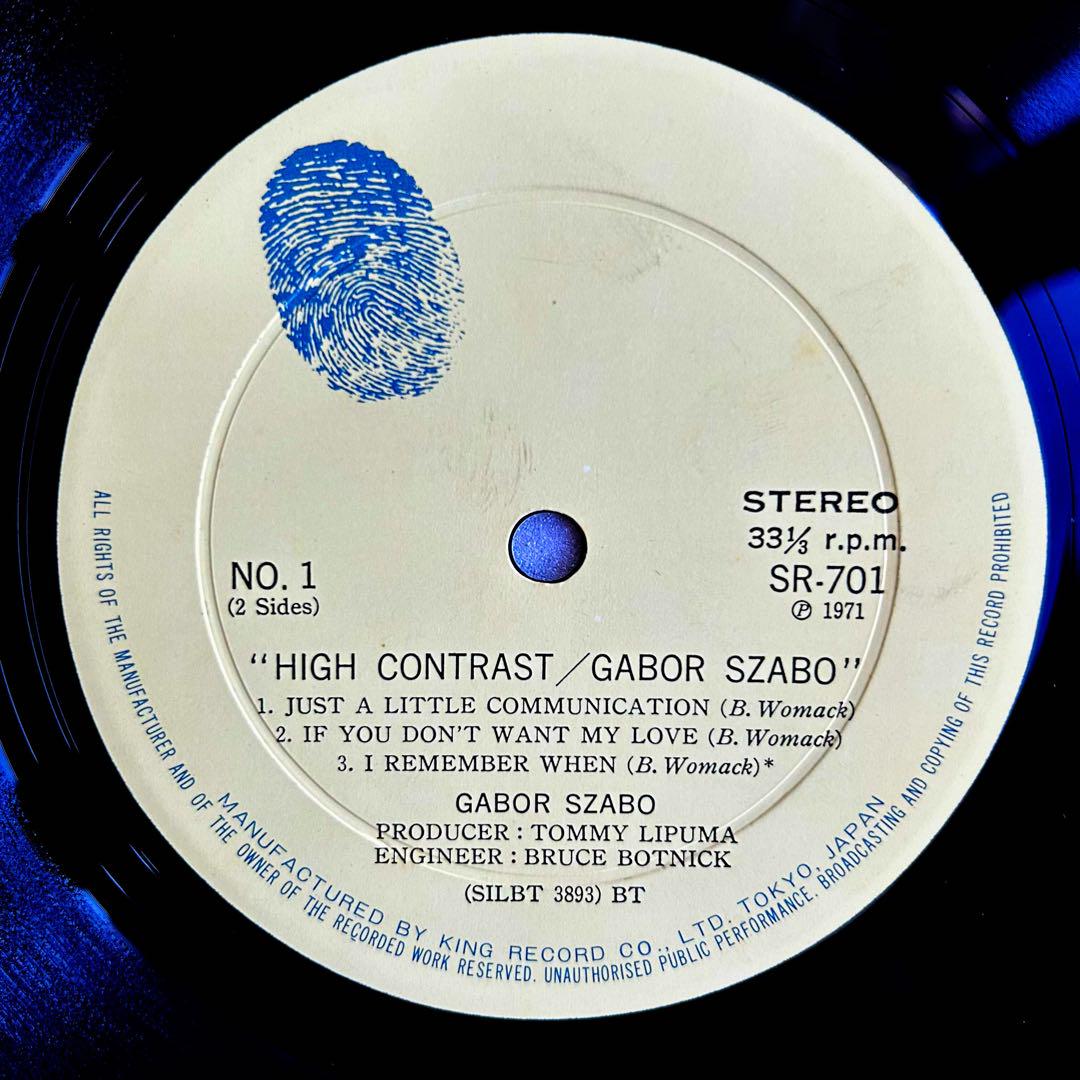 STEREO
33⅓ r.p.m.
SR-701
℗ 1971
NO. 1
(2 Sides)
“HIGH CONTRAST/GABOR SZABO”
1. JUST A LITTLE COMMUNICATION (B. Womack)
2. IF YOU DON'T WANT MY LOVE (B. Womack)
3. I REMEMBER WHEN (B. Womack)*
GABOR SZABO
PRODUCER : TOMMY LIPUMA
ENGINEER : BRUCE BOTNICK
(SILBT 3893) BT
MANUFACTURED BY KING RECORD CO., LTD. TOKYO, JAPAN
ALL RIGHTS OF THE MANUFACTURER AND OF THE OWNER OF THE RECORDED WORK RESERVED. UNAUTHORISED PUBLIC PERFORMANCE. BROADCASTING AND COPYING OF THIS RECORD PROHIBITED